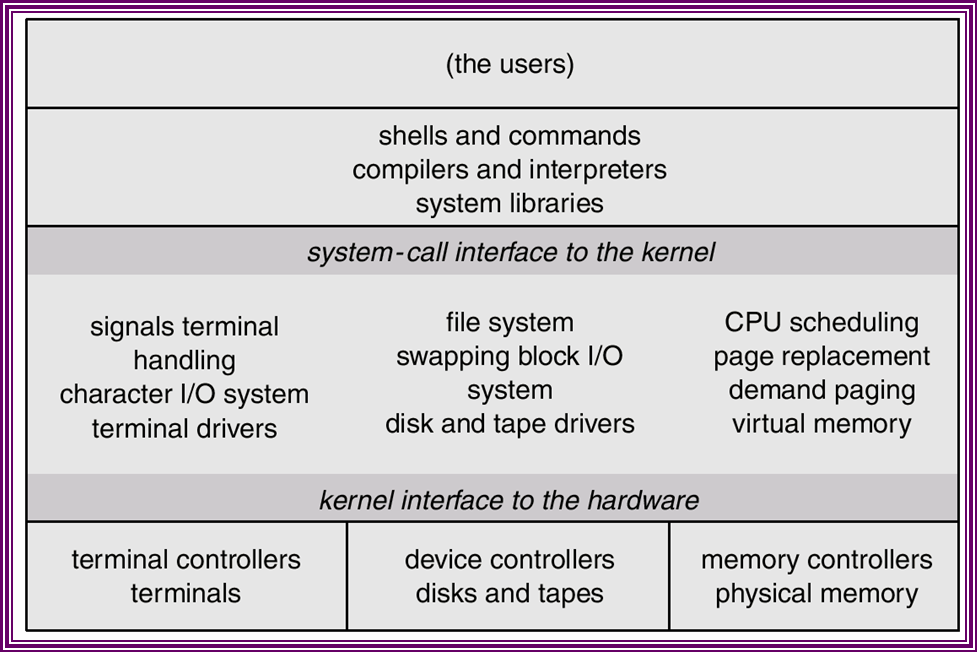 (the users)
shells and commands
compilers and interpreters
system libraries
system-call interface to the kernel
signals terminal
handling
character I/O system
terminal drivers
file system
swapping block I/O
system
disk and tape drivers
CPU scheduling
page replacement
demand paging
virtual memory
kernel interface to the hardware
terminal controllers
terminals
device controllers
disks and tapes
memory controllers
physical memory